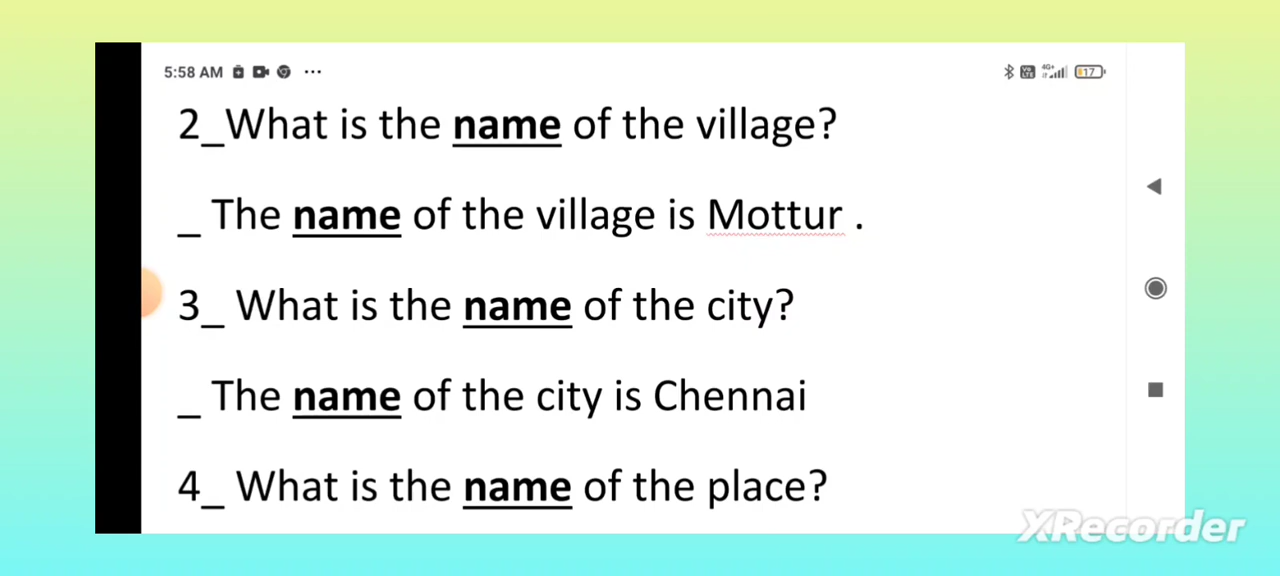 5:58 AM
17
2_What is the name of the village?
_ The name of the village is Mottur .
3_ What is the name of the city?
_ The name of the city is Chennai
4_ What is the name of the place?
XRecorder